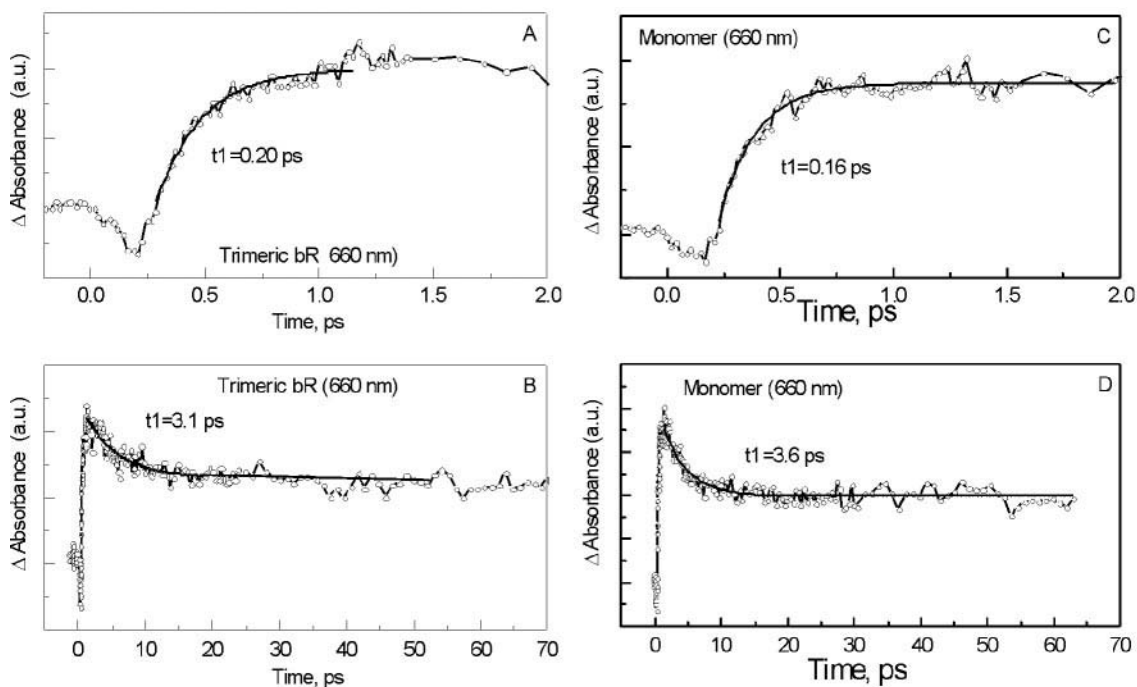 A
Δ Absorbance (a.u.)
t1=0.20 ps
Trimeric bR 660 nm)
0.0 0.5 1.0 1.5 2.0
Time, ps
C
Monomer (660 nm)
Δ Absorbance (a.u.)
t1=0.16 ps
0.0 0.5 1.0 1.5 2.0
Time, ps
Trimeric bR (660 nm)
B
t1=3.1 ps
Δ Absorbance (a.u.)
0 10 20 30 40 50 60 70
Time, ps
Monomer (660 nm)
D
t1=3.6 ps
Δ Absorbance (a.u.)
0 10 20 30 40 50 60 70
Time, ps